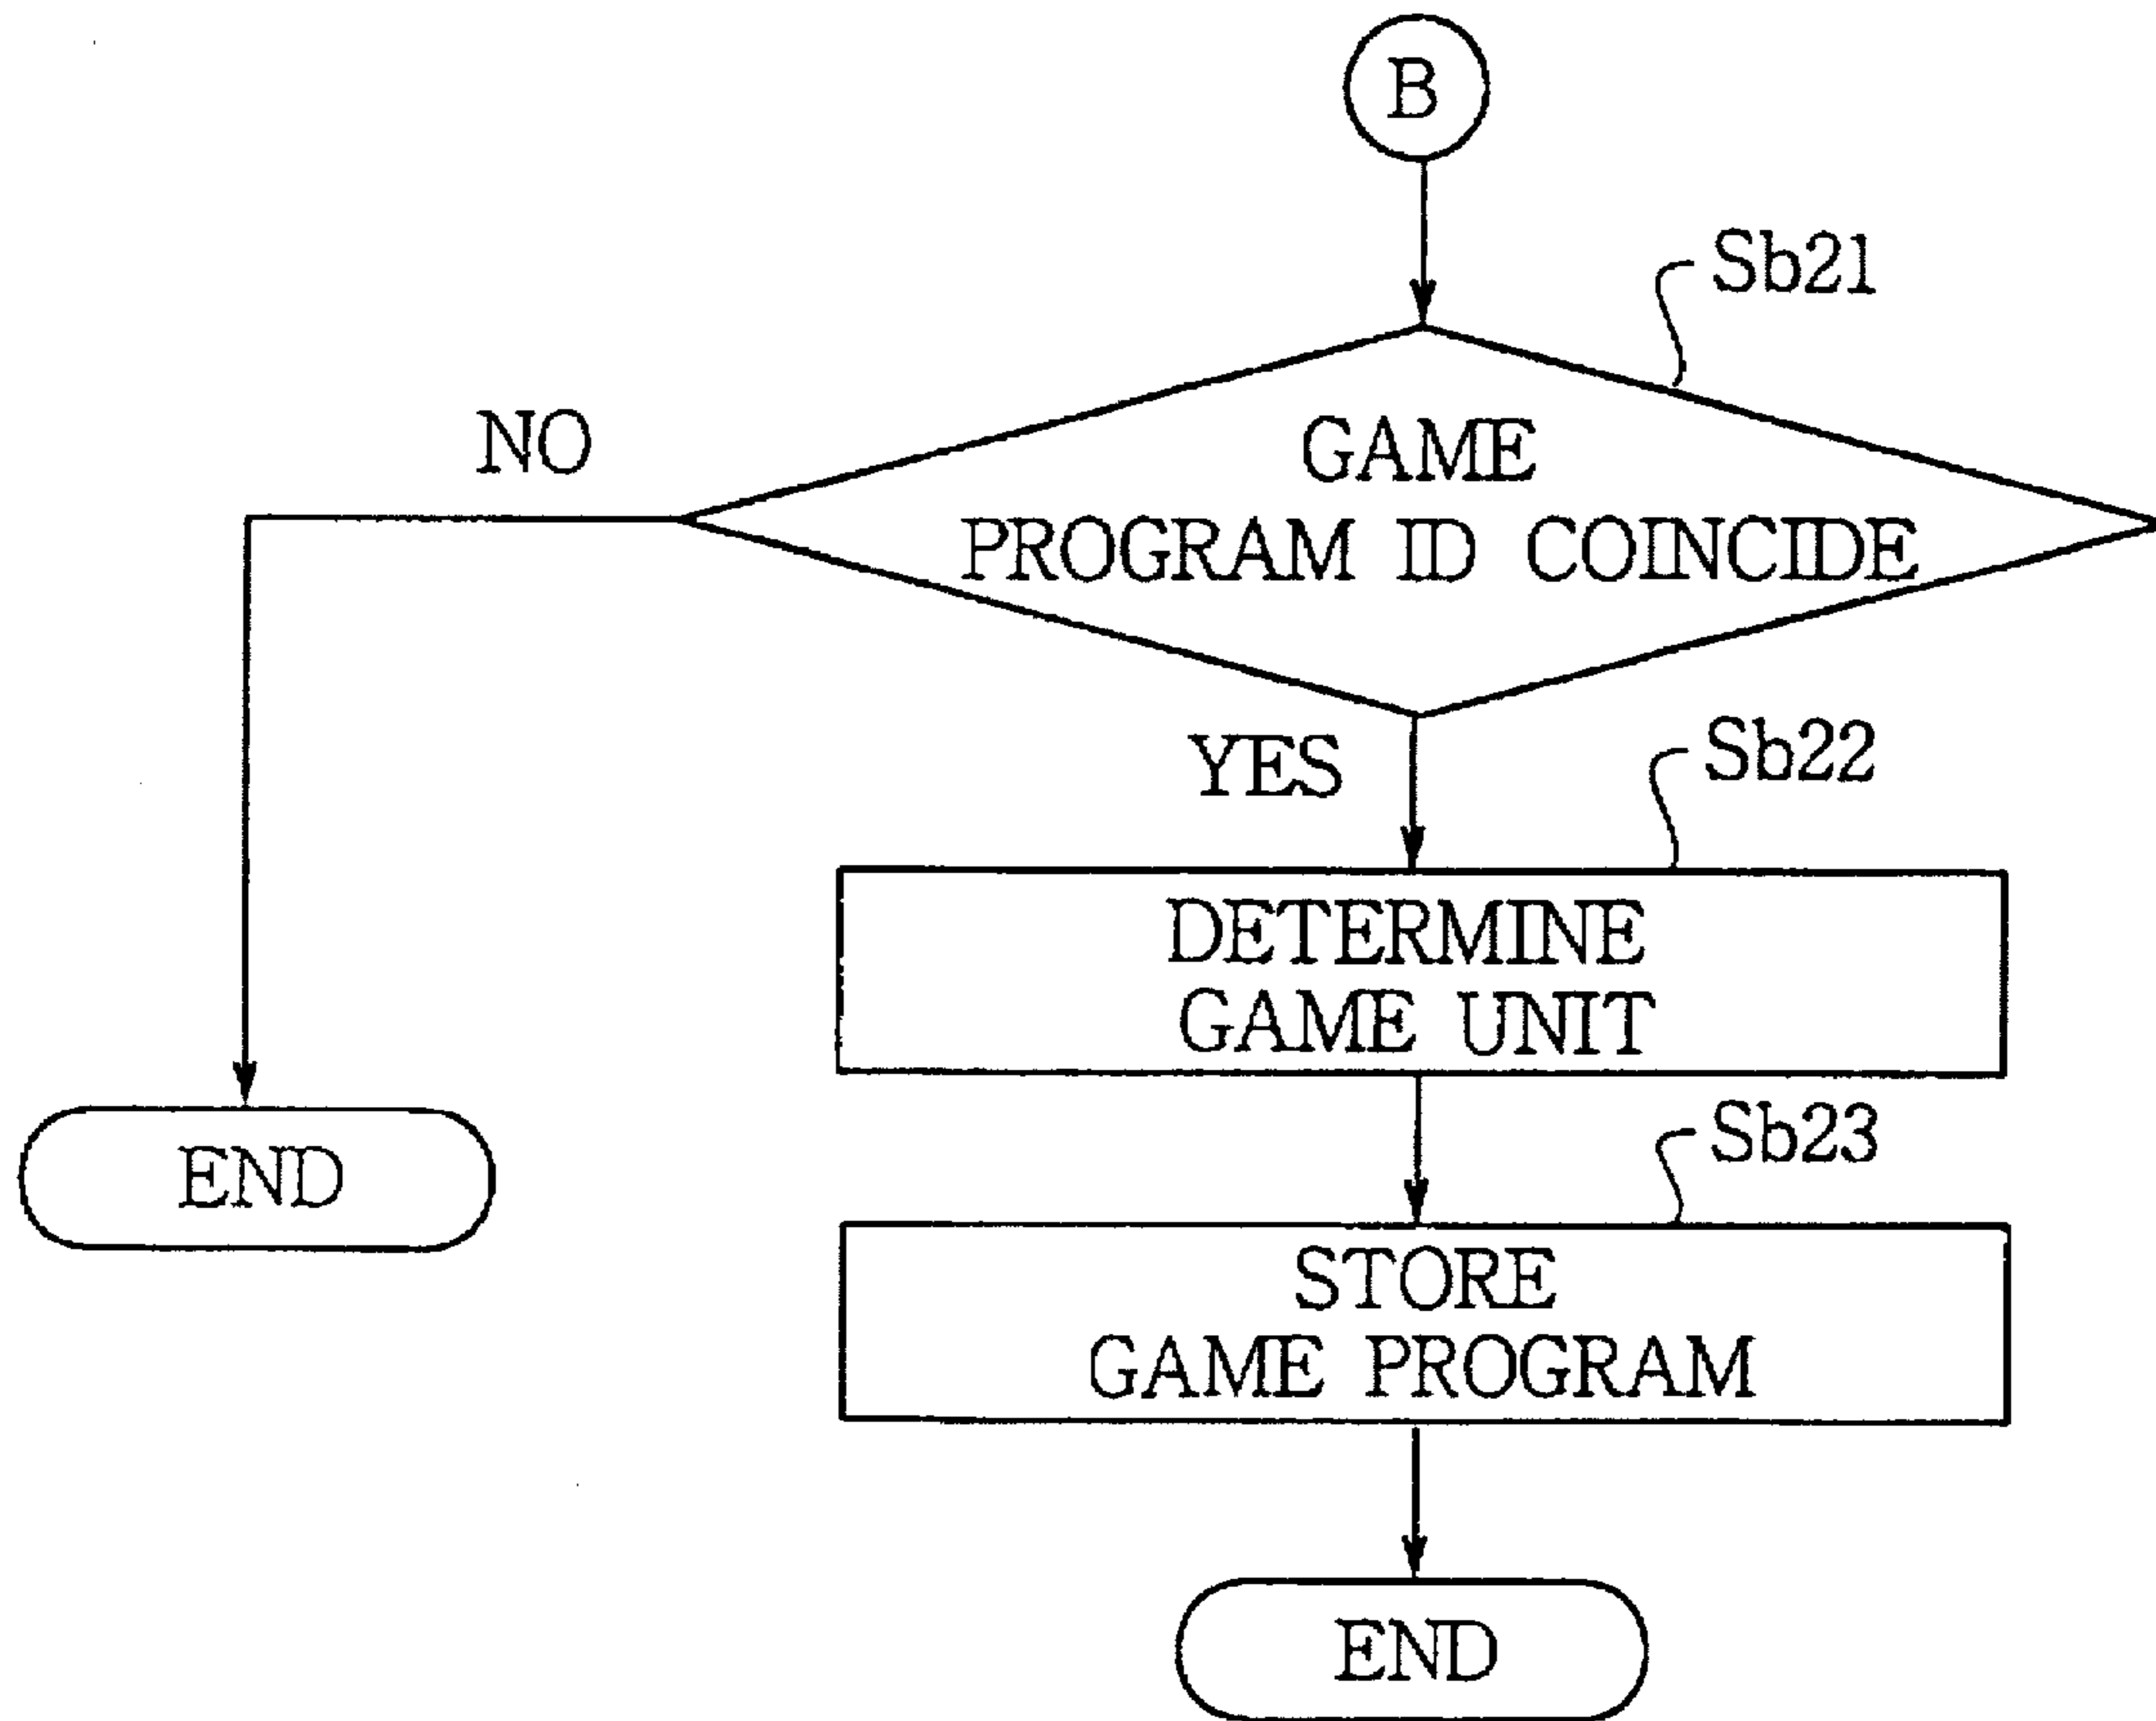 B
Sb21
GAME
PROGRAM ID COINCIDE
NO
YES
Sb22
DETERMINE
GAME UNIT
Sb23
END
STORE
GAME PROGRAM
END